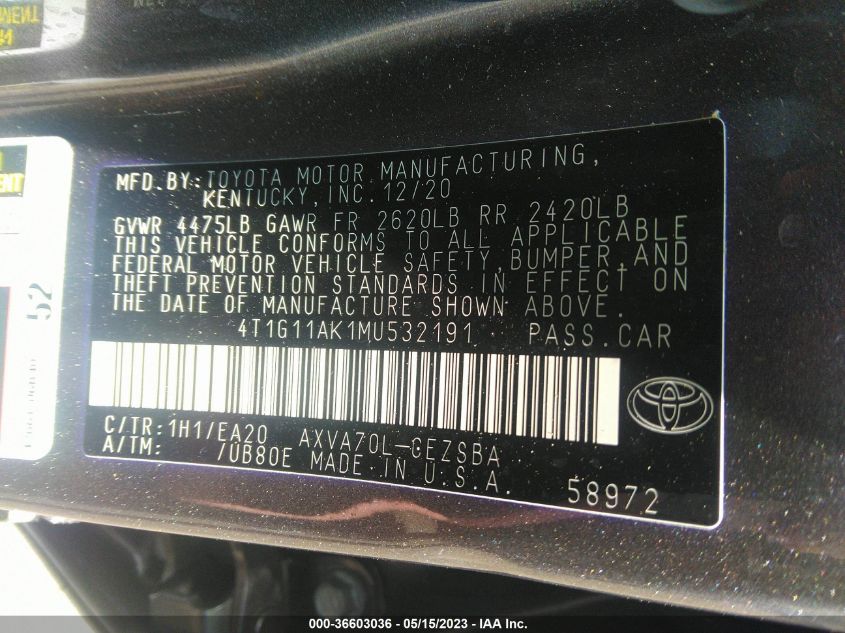 MFD.BY:TOYOTA MOTOR MANUFACTURING,
KENTUCKY,INC.12/20
GVWR 4475LB GAWR FR 2620LB RR 2420LB
THIS VEHICLE CONFORMS TO ALL APPLICABLE
FEDERAL MOTOR VEHICLE SAFETY,BUMPER,AND
THEFT PREVENTION STANDARDS IN EFFECT ON
THE DATE OF MANUFACTURE SHOWN ABOVE.
4T1G11AK1MU532191 PASS.CAR
C/TR:1H1/EA20 AXVA70L-CEZSBA
A/TM: /UB80E MADE IN U.S.A.
58972
52
000-36603036 - 05/15/2023 - IAA Inc.